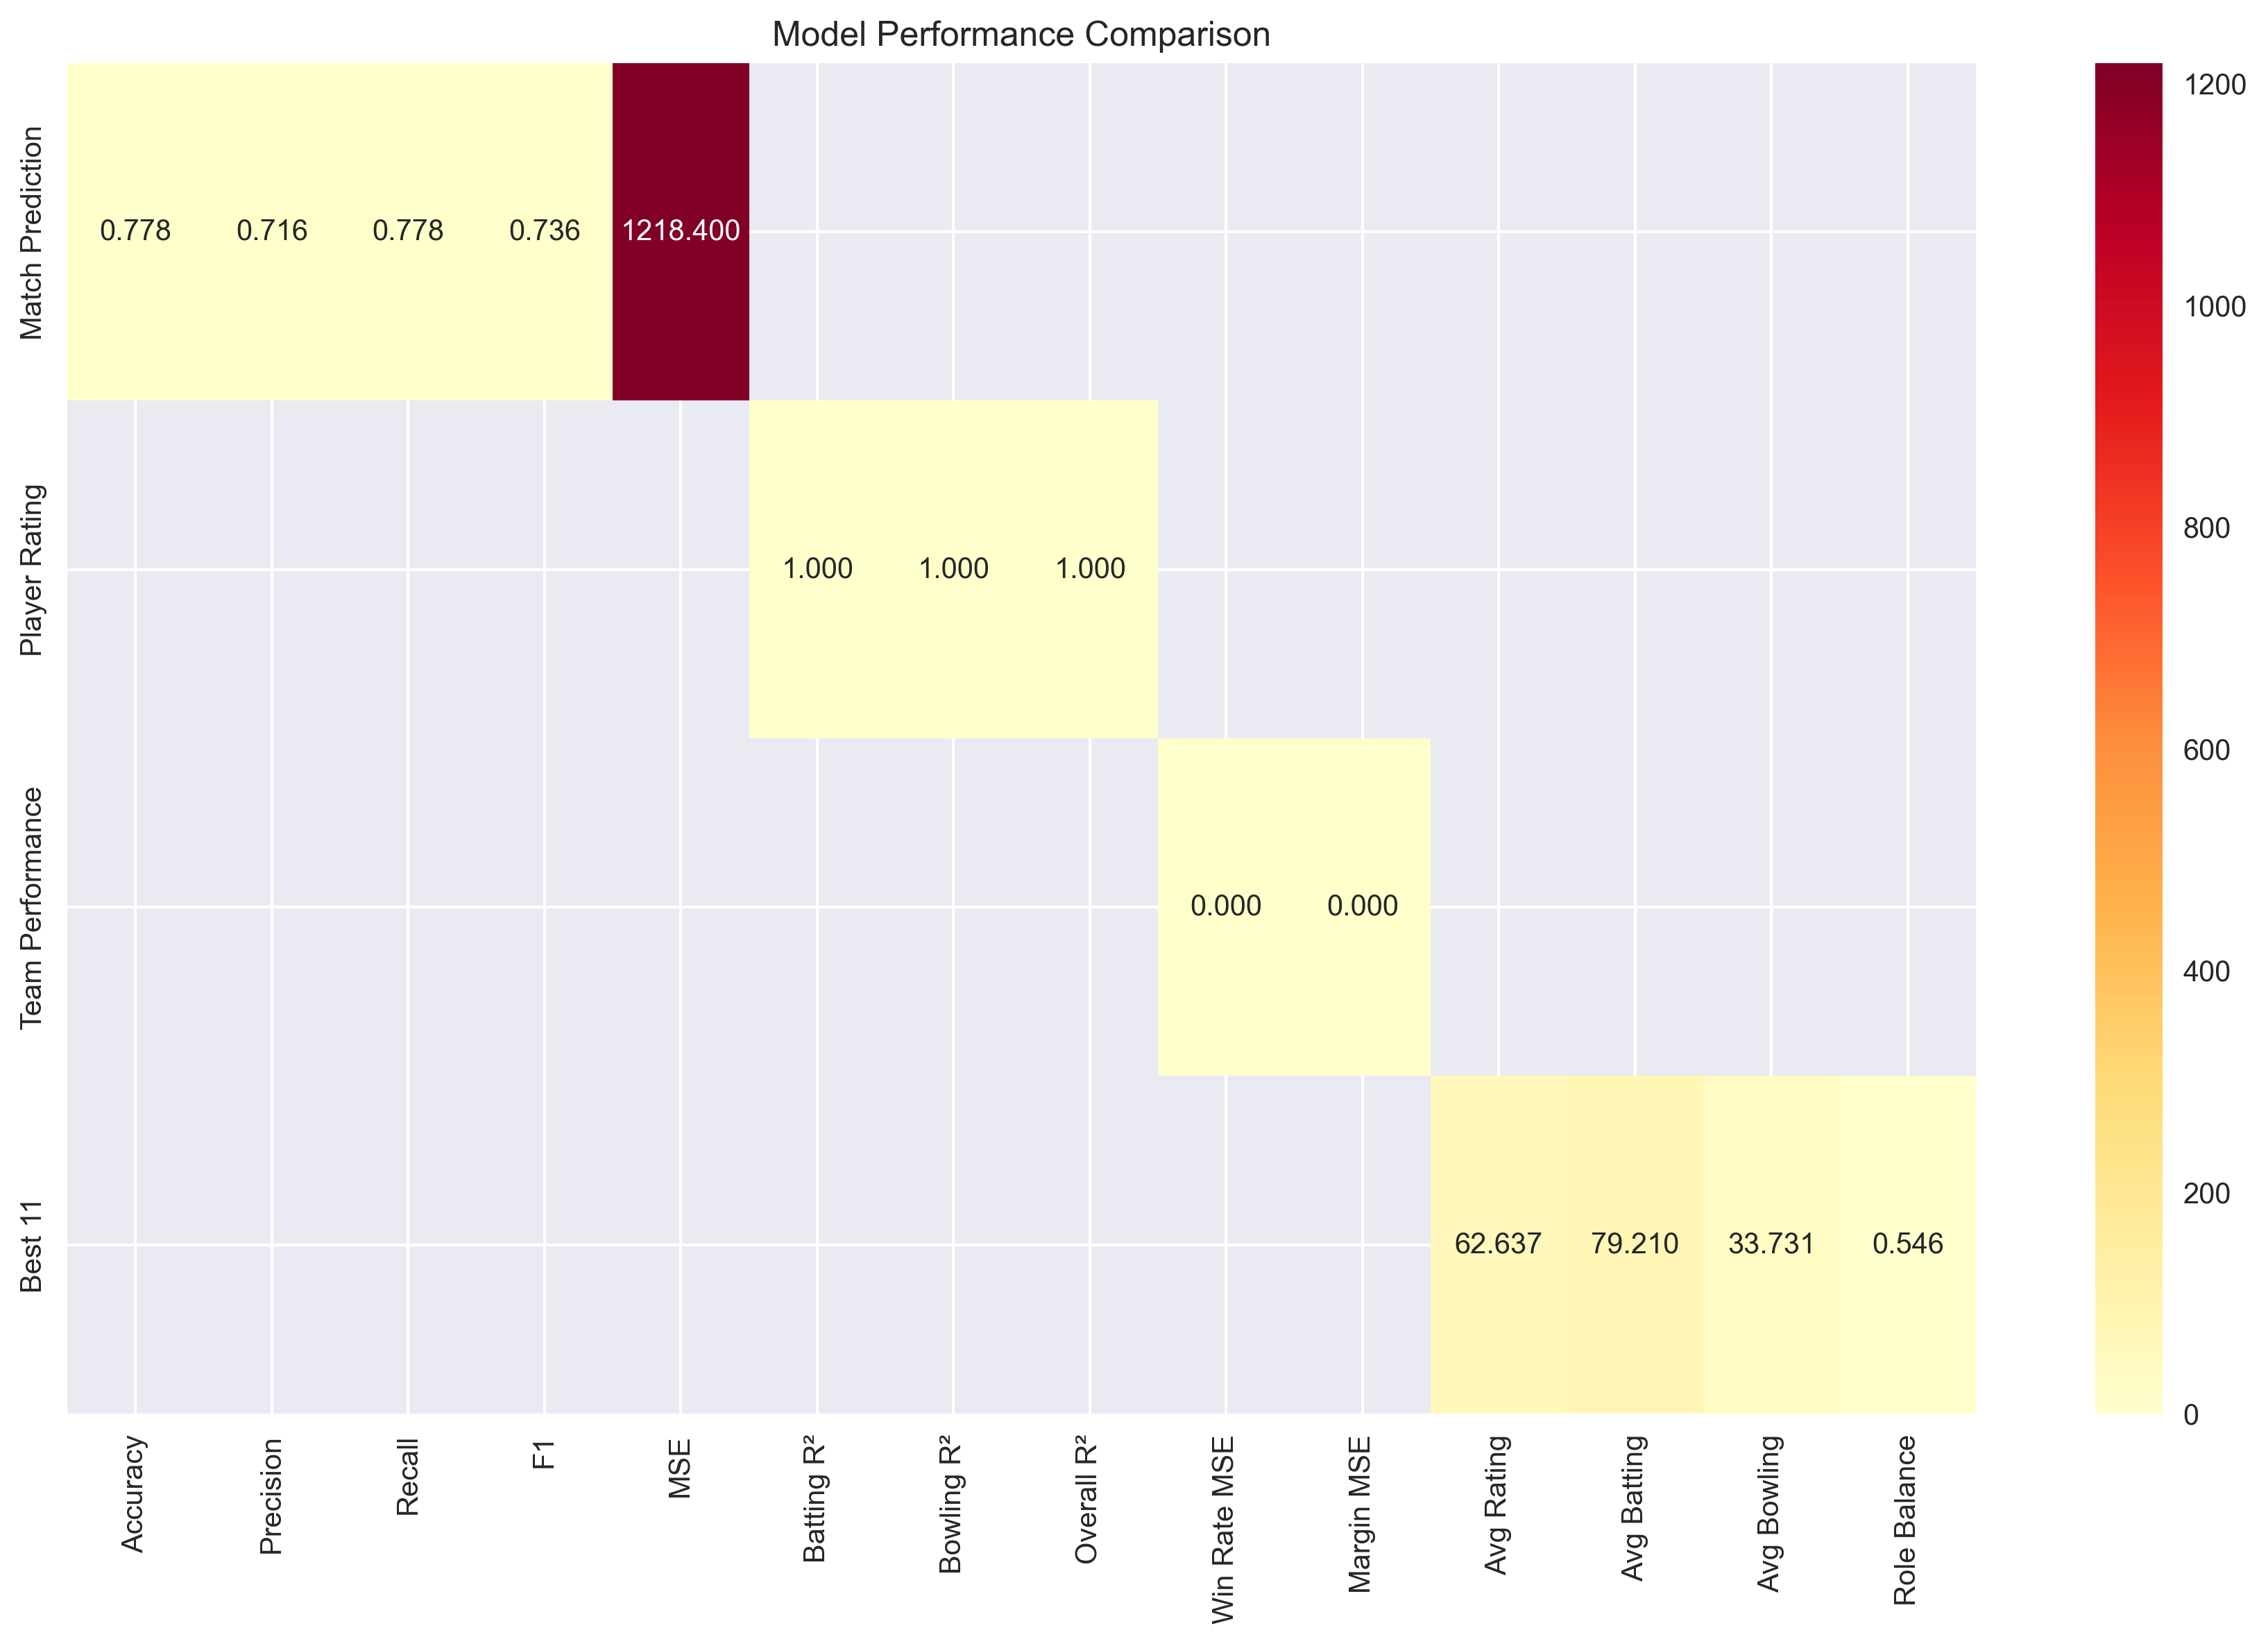 Model Performance Comparison
Match Prediction
0.778 0.716 0.778 0.736 1218.400
Player Rating
1.000 1.000 1.000
Team Performance
0.000 0.000
Best 11
62.637 79.210 33.731 0.546
Accuracy
Precision
Recall
F1
MSE
Batting R²
Bowling R²
Overall R²
Win Rate MSE
Margin MSE
Avg Rating
Avg Batting
Avg Bowling
Role Balance
1200
1000
800
600
400
200
0